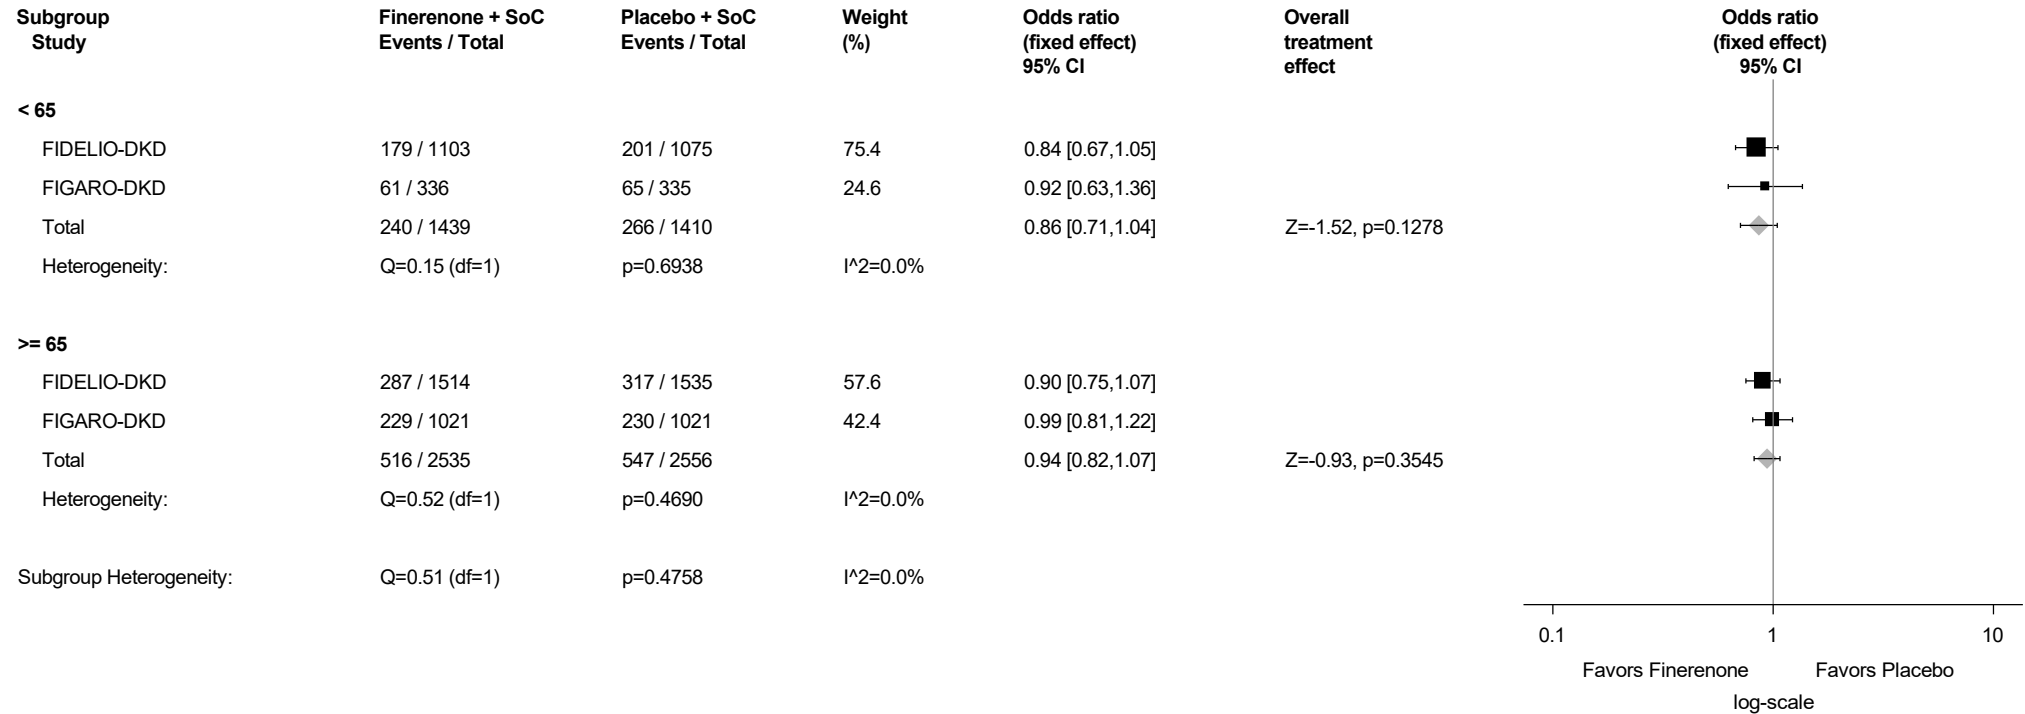 Subgroup Finerenone + SoC Placebo + SoC Weight Odds ratio Overall Odds ratio
Study Events / Total Events / Total (%) (fixed effect) treatment (fixed effect)
95% CI effect 95% CI
< 65
FIDELIO-DKD 179 / 1103 201 / 1075 75.4 0.84 [0.67,1.05]
FIGARO-DKD 61 / 336 65 / 335 24.6 0.92 [0.63,1.36]
Total 240 / 1439 266 / 1410 0.86 [0.71,1.04] Z=-1.52, p=0.1278
Heterogeneity: Q=0.15 (df=1) p=0.6938 I^2=0.0%
>= 65
FIDELIO-DKD 287 / 1514 317 / 1535 57.6 0.90 [0.75,1.07]
FIGARO-DKD 229 / 1021 230 / 1021 42.4 0.99 [0.81,1.22]
Total 516 / 2535 547 / 2556 0.94 [0.82,1.07] Z=-0.93, p=0.3545
Heterogeneity: Q=0.52 (df=1) p=0.4690 I^2=0.0%
Subgroup Heterogeneity: Q=0.51 (df=1) p=0.4758 I^2=0.0%
0.1 1 10
Favors Finerenone Favors Placebo
log-scale